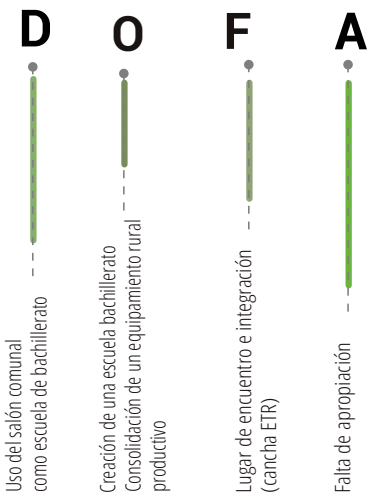 D
Uso del salón comunal
como escuela de bachillerato
O
Creación de una escuela bachillerato
Consolidación de un equipamiento rural
productivo
F
Lugar de encuentro e integración
(cancha ETR)
A
Falta de apropiación